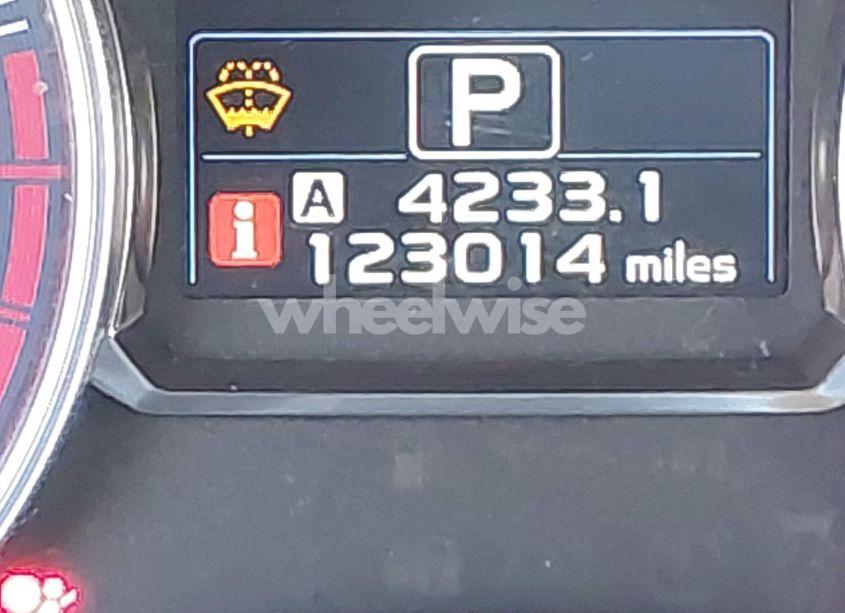 P
A 4233.1
i 123014 miles
wheelwise